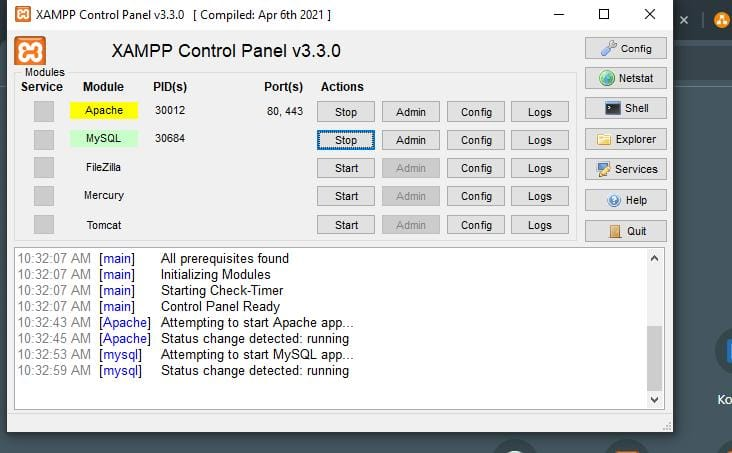 XAMPP Control Panel v3.3.0 [ Compiled: Apr 6th 2021 ]
XAMPP Control Panel v3.3.0
Config
Modules
Service Module PID(s) Port(s) Actions
Netstat
Apache 30012 80, 443 Stop Admin Config Logs
Shell
MySQL 30684 Stop Admin Config Logs
Explorer
FileZilla Start Admin Config Logs
Services
Mercury Start Admin Config Logs
Help
Tomcat Start Admin Config Logs
Quit
10:32:07 AM [main] All prerequisites found
10:32:07 AM [main] Initializing Modules
10:32:07 AM [main] Starting Check-Timer
10:32:07 AM [main] Control Panel Ready
10:32:43 AM [Apache] Attempting to start Apache app...
10:32:45 AM [Apache] Status change detected: running
10:32:53 AM [mysql] Attempting to start MySQL app...
10:32:59 AM [mysql] Status change detected: running